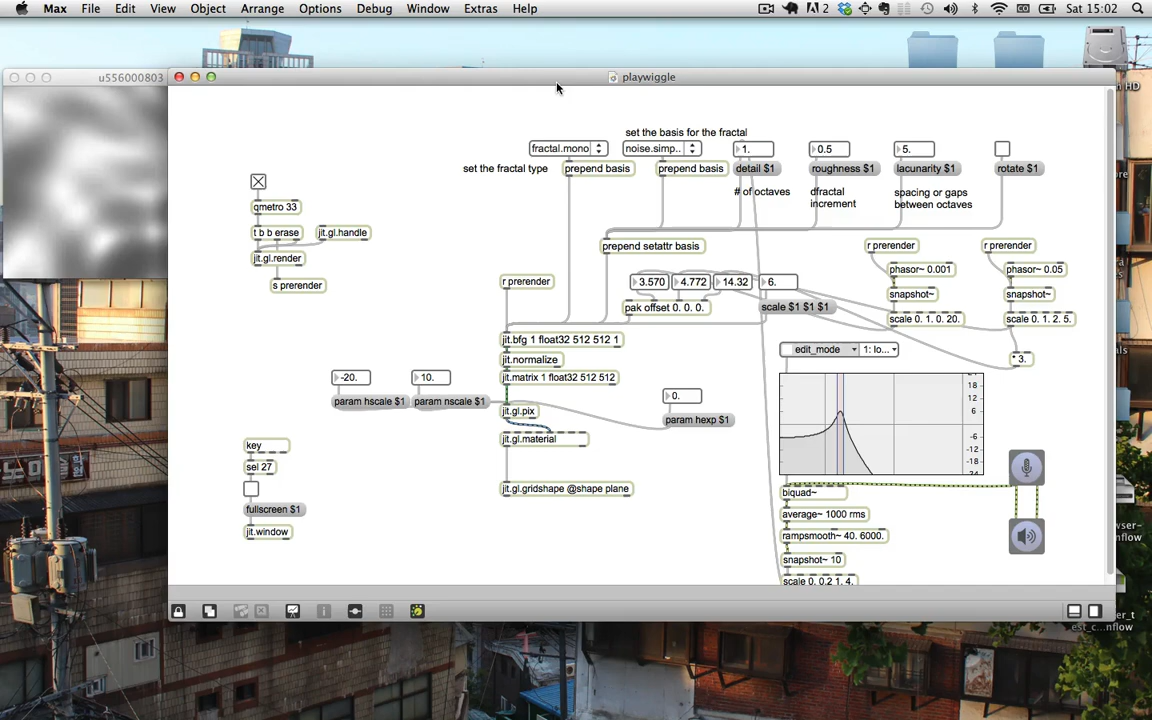 Max File Edit View Object Arrange Options Debug Window Extras Help
2
Sat 15:02
u556000803
playwiggle
set the basis for the fractal
fractal.mono
noise.simp..
1.
0.5
5.
set the fractal type
prepend basis
prepend basis
detail $1
roughness $1
lacunarity $1
rotate $1
# of octaves
dfractal
increment
spacing or gaps
between octaves
qmetro 33
t b b erase
jit.gl.handle
jit.gl.render
s prerender
prepend setattr basis
r prerender
r prerender
phasor~ 0.001
phasor~ 0.05
r prerender
3.570
4.772
14.32
6.
snapshot~
snapshot~
pak offset 0. 0. 0.
scale $1 $1 $1
scale 0. 1. 0. 20.
scale 0. 1. 2. 5.
jit.bfg 1 float32 512 512 1
edit_mode
1: lo...
* 3.
jit.normalize
jit.matrix 1 float32 512 512
-20.
10.
param hscale $1
param nscale $1
0.
param hexp $1
jit.gl.pix
jit.gl.material
24
12
6
-6
-12
-18
-24
key
sel 27
fullscreen $1
jit.window
jit.gl.gridshape @shape plane
biquad~
average~ 1000 rms
rampsmooth~ 40. 6000.
snapshot~ 10
scale 0. 0.2 1. 4.